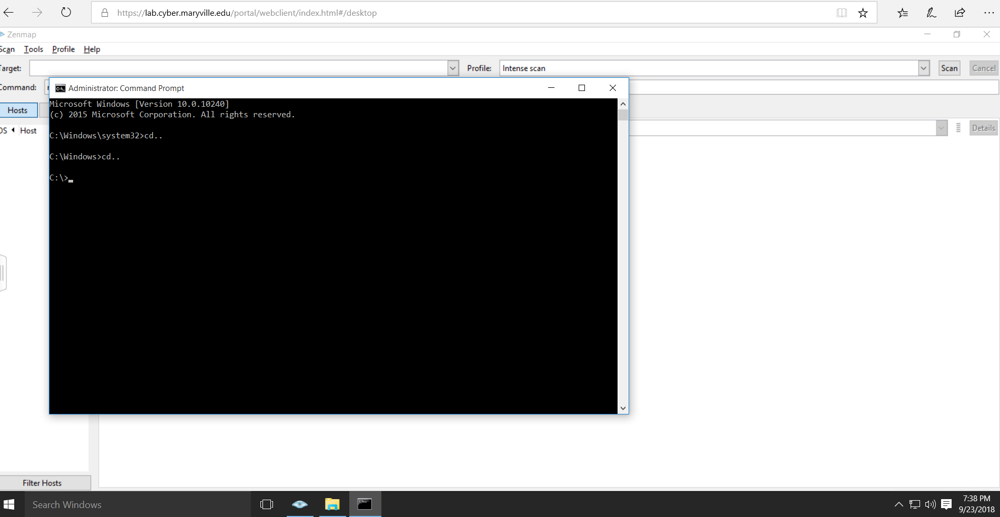 https://lab.cyber.maryville.edu/portal/webclient/index.html#/desktop
Zenmap
Scan Tools Profile Help
Target: Profile: Intense scan Scan Cancel
Command:
Administrator: Command Prompt
Microsoft Windows [Version 10.0.10240]
(c) 2015 Microsoft Corporation. All rights reserved.
Hosts
OS Host
Details
C:\Windows\system32>cd..
C:\Windows>cd..
C:\>
Filter Hosts
Search Windows
7:38 PM
9/23/2018